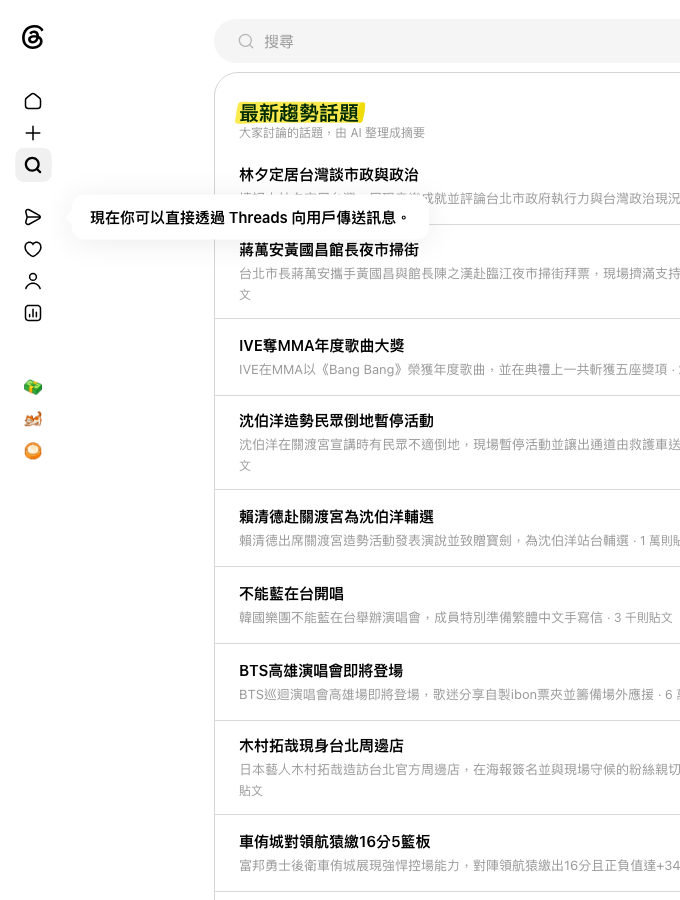 搜尋
最新趨勢話題
大家討論的話題，由 AI 整理成摘要
林夕定居台灣談市政與政治
成就並評論台北市政府執行力與台灣政治現況
現在你可以直接透過 Threads 向用戶傳送訊息。
蔣萬安黃國昌館長夜市掃街
台北市長蔣萬安攜手黃國昌與館長陳之漢赴臨江夜市掃街拜票，現場擠滿支持
文
IVE奪MMA年度歌曲大獎
IVE在MMA以《Bang Bang》榮獲年度歌曲，並在典禮上一共斬獲五座獎項 ·
沈伯洋造勢民眾倒地暫停活動
沈伯洋在關渡宮宣講時有民眾不適倒地，現場暫停活動並讓出通道由救護車送
文
賴清德赴關渡宮為沈伯洋輔選
賴清德出席關渡宮造勢活動發表演說並致贈寶劍，為沈伯洋站台輔選 · 1 萬則
不能藍在台開唱
韓國樂團不能藍在台舉辦演唱會，成員特別準備繁體中文手寫信 · 3 千則貼文
BTS高雄演唱會即將登場
BTS巡迴演唱會高雄場即將登場，歌迷分享自製ibon票夾並籌備場外應援 · 6
木村拓哉現身台北周邊店
日本藝人木村拓哉造訪台北官方周邊店，在海報簽名並與現場守候的粉絲親切
貼文
車侑城對領航猿繳16分5籃板
富邦勇士後衛車侑城展現強悍控場能力，對陣領航猿繳出16分且正負值達+34